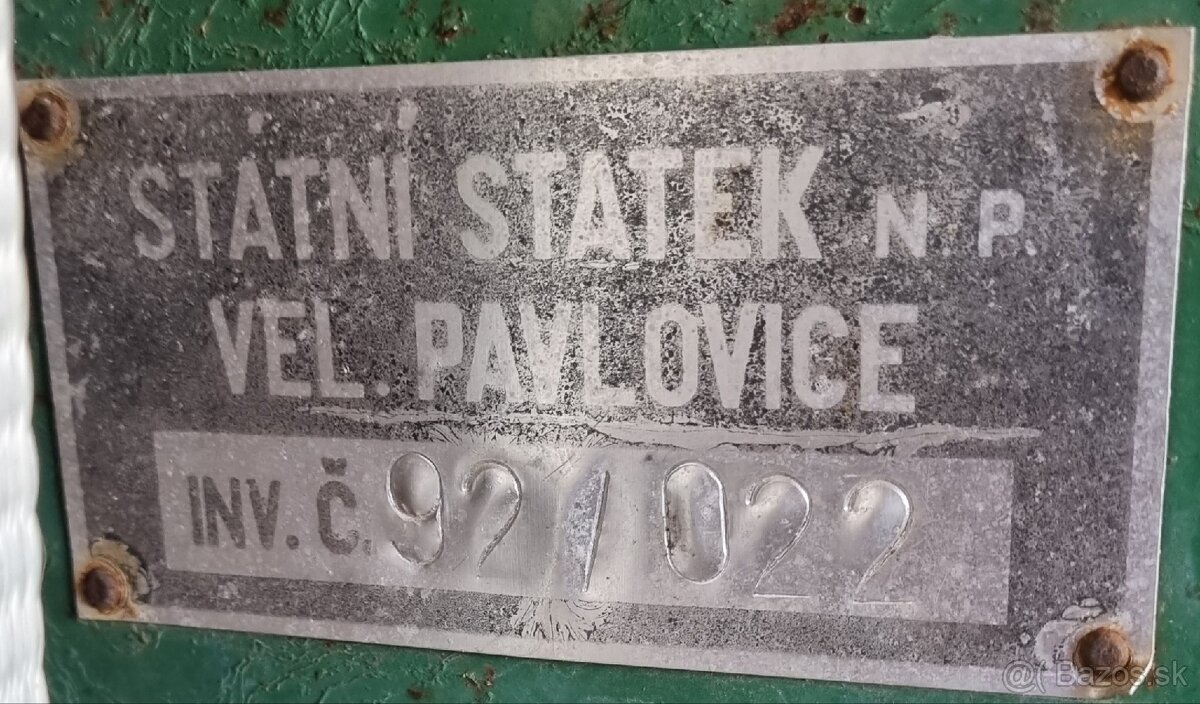 STÁTNÍ STATEK N.P.
VEL. PAVLOVICE
INV. Č. 92/022
@( Bazos.sk